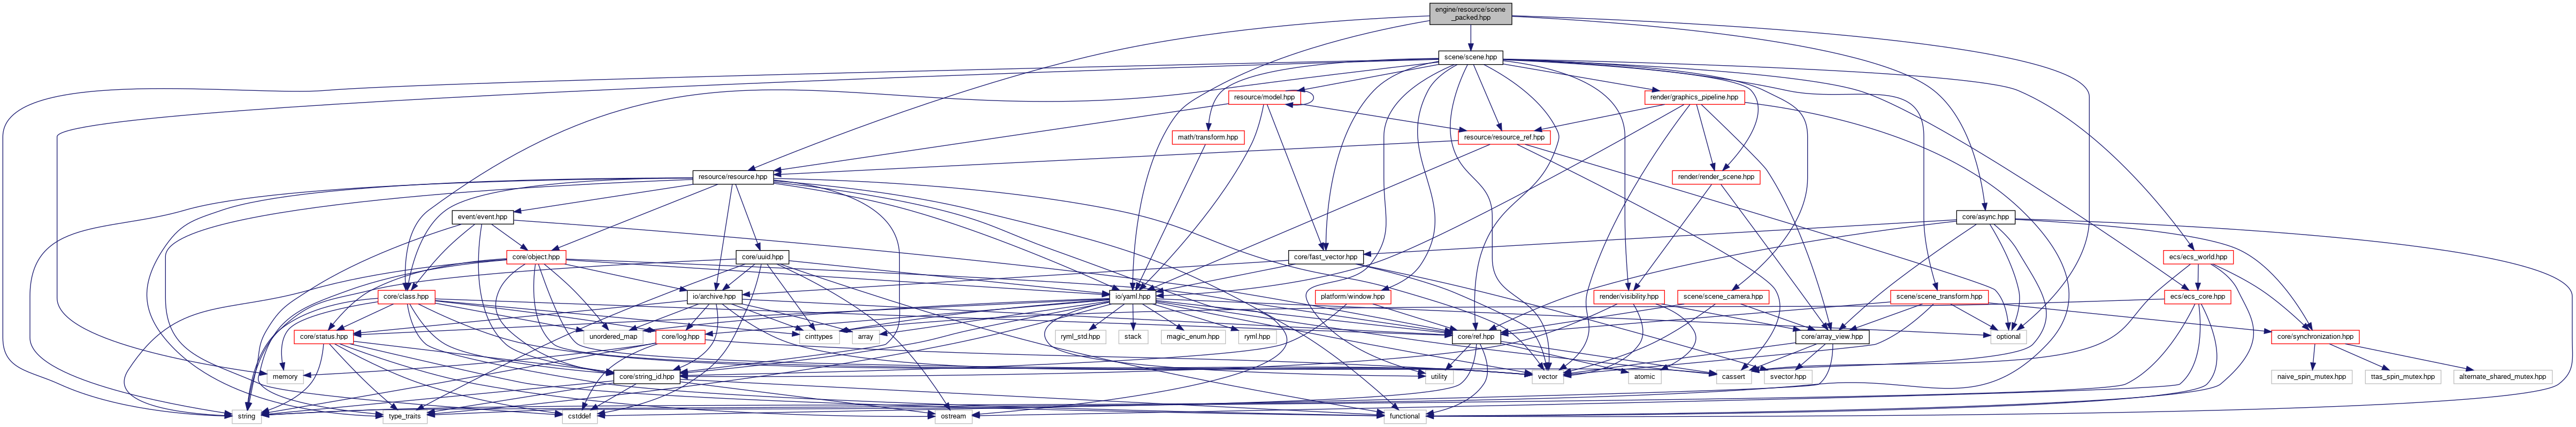 engine/resource/scene
_packed.hpp
scene/scene.hpp
resource/model.hpp
render/graphics_pipeline.hpp
math/transform.hpp
resource/resource_ref.hpp
resource/resource.hpp
render/render_scene.hpp
event/event.hpp
core/async.hpp
core/object.hpp
core/uuid.hpp
core/fast_vector.hpp
ecs/ecs_world.hpp
core/class.hpp
io/archive.hpp
io/yaml.hpp
platform/window.hpp
render/visibility.hpp
scene/scene_camera.hpp
scene/scene_transform.hpp
ecs/ecs_core.hpp
core/status.hpp
unordered_map
core/log.hpp
cinttypes
array
ryml_std.hpp
stack
magic_enum.hpp
ryml.hpp
core/ref.hpp
core/array_view.hpp
optional
core/synchronization.hpp
memory
core/string_id.hpp
utility
vector
atomic
cassert
svector.hpp
naive_spin_mutex.hpp
ttas_spin_mutex.hpp
alternate_shared_mutex.hpp
string
type_traits
cstddef
ostream
functional